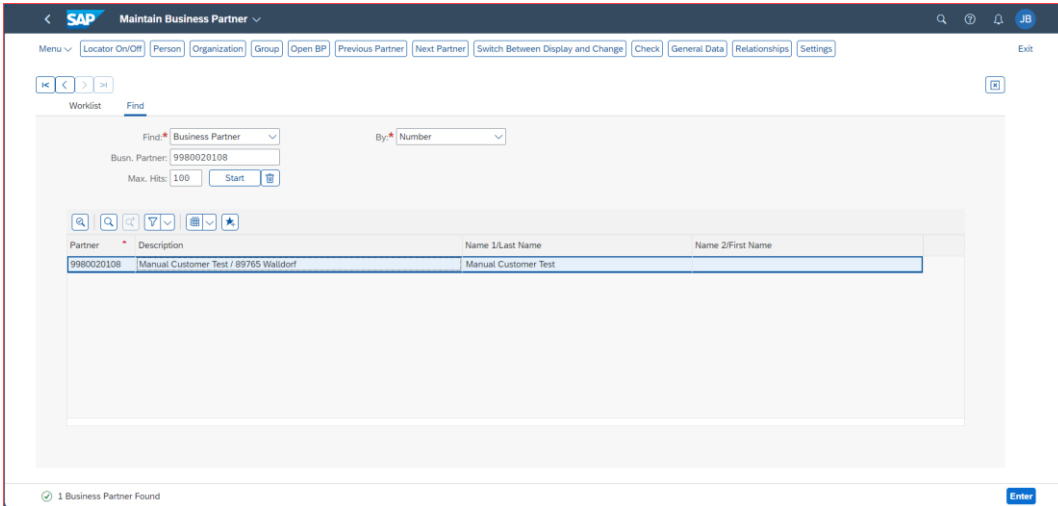 SAP Maintain Business Partner JB
Menu Locator On/Off Person Organization Group Open BP Previous Partner Next Partner Switch Between Display and Change Check General Data Relationships Settings Exit
Worklist Find
Find:* Business Partner By:* Number
Busn. Partner: 9980020108
Max. Hits: 100 Start
Partner * Description Name 1/Last Name Name 2/First Name
9980020108 Manual Customer Test / 89765 Walldorf Manual Customer Test
1 Business Partner Found Enter